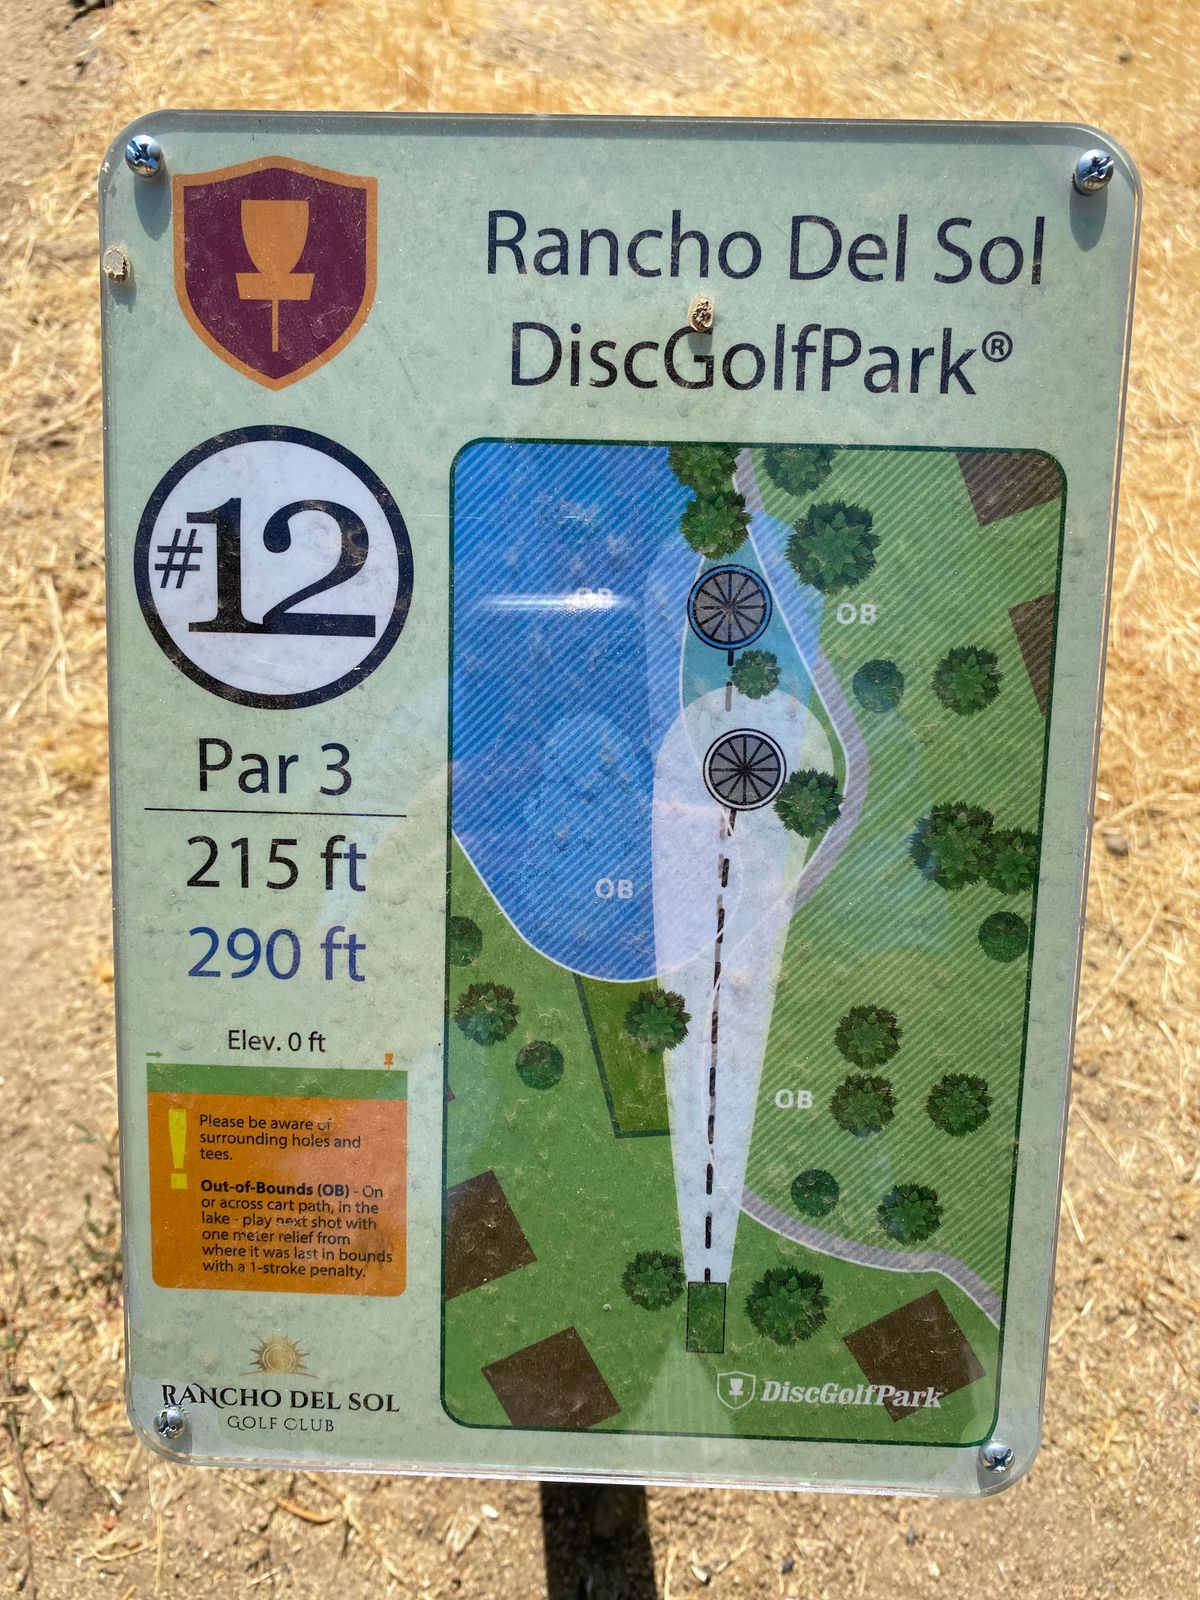 Rancho Del Sol
DiscGolfPark®
#12
Par 3
215 ft
290 ft
Elev. 0 ft
Please be aware of
surrounding holes and
tees.
Out-of-Bounds (OB) - On
or across cart path, in the
lake - play next shot with
one meter relief from
where it was last in bounds
with a 1-stroke penalty.
RANCHO DEL SOL
GOLF CLUB
OB
OB
OB
OB
DiscGolfPark